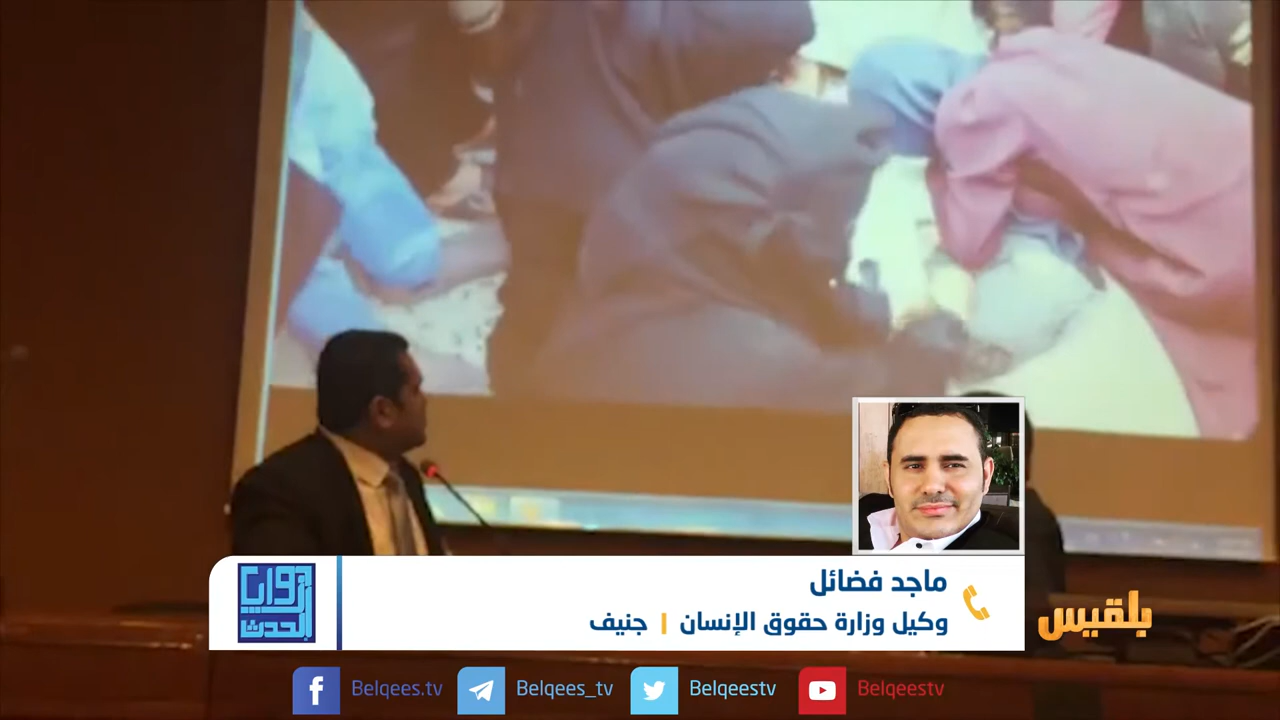 ماجد فضائل
وكيل وزارة حقوق الإنسان | جنيف
زوايا الحدث
بلقيس
Belqees.tv
Belqees_tv
Belqeestv
Belqeestv